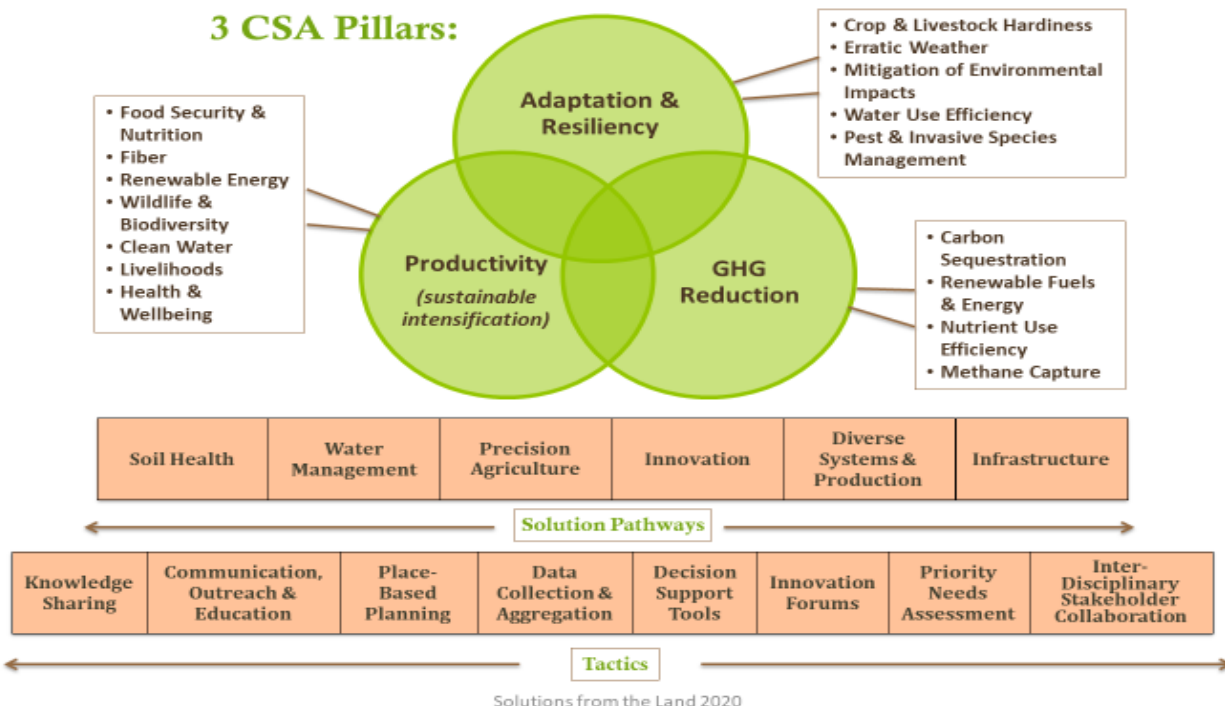 3 CSA Pillars:
Adaptation &
Resiliency
• Crop & Livestock Hardiness
• Erratic Weather
• Mitigation of Environmental
Impacts
• Water Use Efficiency
• Pest & Invasive Species
Management
• Food Security &
Nutrition
• Fiber
• Renewable Energy
• Wildlife &
Biodiversity
• Clean Water
• Livelihoods
• Health &
Wellbeing
Productivity
(sustainable
intensification)
GHG
Reduction
• Carbon
Sequestration
• Renewable Fuels
& Energy
• Nutrient Use
Efficiency
• Methane Capture
Soil Health
Water
Management
Precision
Agriculture
Innovation
Diverse
Systems &
Production
Infrastructure
Solution Pathways
Knowledge
Sharing
Communication,
Outreach &
Education
Place-
Based
Planning
Data
Collection &
Aggregation
Decision
Support
Tools
Innovation
Forums
Priority
Needs
Assessment
Inter-
Disciplinary
Stakeholder
Collaboration
Tactics
Solutions from the Land 2020